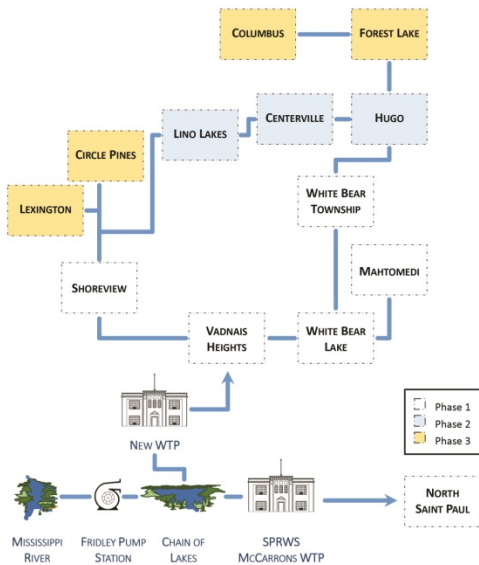 COLUMBUS
FOREST LAKE
LINO LAKES
CENTERVILLE
HUGO
CIRCLE PINES
LEXINGTON
WHITE BEAR
TOWNSHIP
SHOREVIEW
MAHTOMEDI
VADNAIS
HEIGHTS
WHITE BEAR
LAKE
NEW WTP
Phase 1
Phase 2
Phase 3
MISSISSIPPI
RIVER
FRIDLEY PUMP
STATION
CHAIN OF
LAKES
SPRWS
MCCARRONS WTP
NORTH
SAINT PAUL